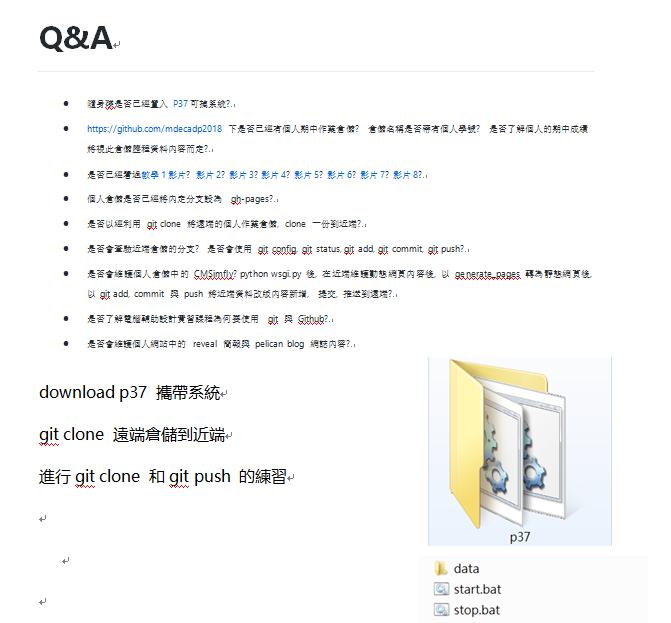 Q&A
隨身碟是否已經置入 P37可攜系統?
https://github.com/mdecadp2018 下是否已經有個人期中作業倉儲? 倉儲名稱是否帶有個人學號? 是否了解個人的期中成績
將視此倉儲歷程資料內容而定?
是否已經看過教學1影片? 影片2? 影片3? 影片4? 影片5? 影片6? 影片7? 影片8?
個人倉儲是否已經將內定分支設為 gh-pages?
是否以經利用 git clone 將遠端的個人作業倉儲, clone 一份到近端?
是否會查驗近端倉儲的分支? 是否會使用 git config, git status, git add, git commit, git push?
是否會維護個人倉儲中的 CMSimfly? python wsgi.py 後, 在近端維護動態網頁內容後, 以 generate_pages 轉為靜態網頁後,
以 git add, commit 與 push 將近端資料改版內容新增, 提交, 推送到遠端?
是否了解電腦輔助設計實習課程為何要使用 git 與 Github?
是否會維護個人網站中的 reveal 簡報與 pelican blog 網誌內容?
download p37 攜帶系統
git clone 遠端倉儲到近端
進行 git clone 和 git push 的練習
p37
data
start.bat
stop.bat